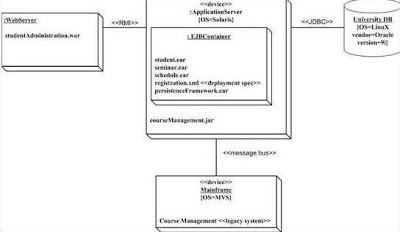 :WebServer
studentAdministration.war
<<RMI>>
<<device>>
:ApplicationServer
{OS=Solaris}
: EJBContainer
student.ear
seminar.ear
schedule.ear
registration.xml <<deployment spec>>
persistenceFramework.ear
courseManagement.jar
<<JDBC>>
University DB
{OS=LinuX
vendor=Oracle
version=9i}
<<message bus>>
<<device>>
Mainframe
{OS=MVS}
Course Management <<legacy system>>